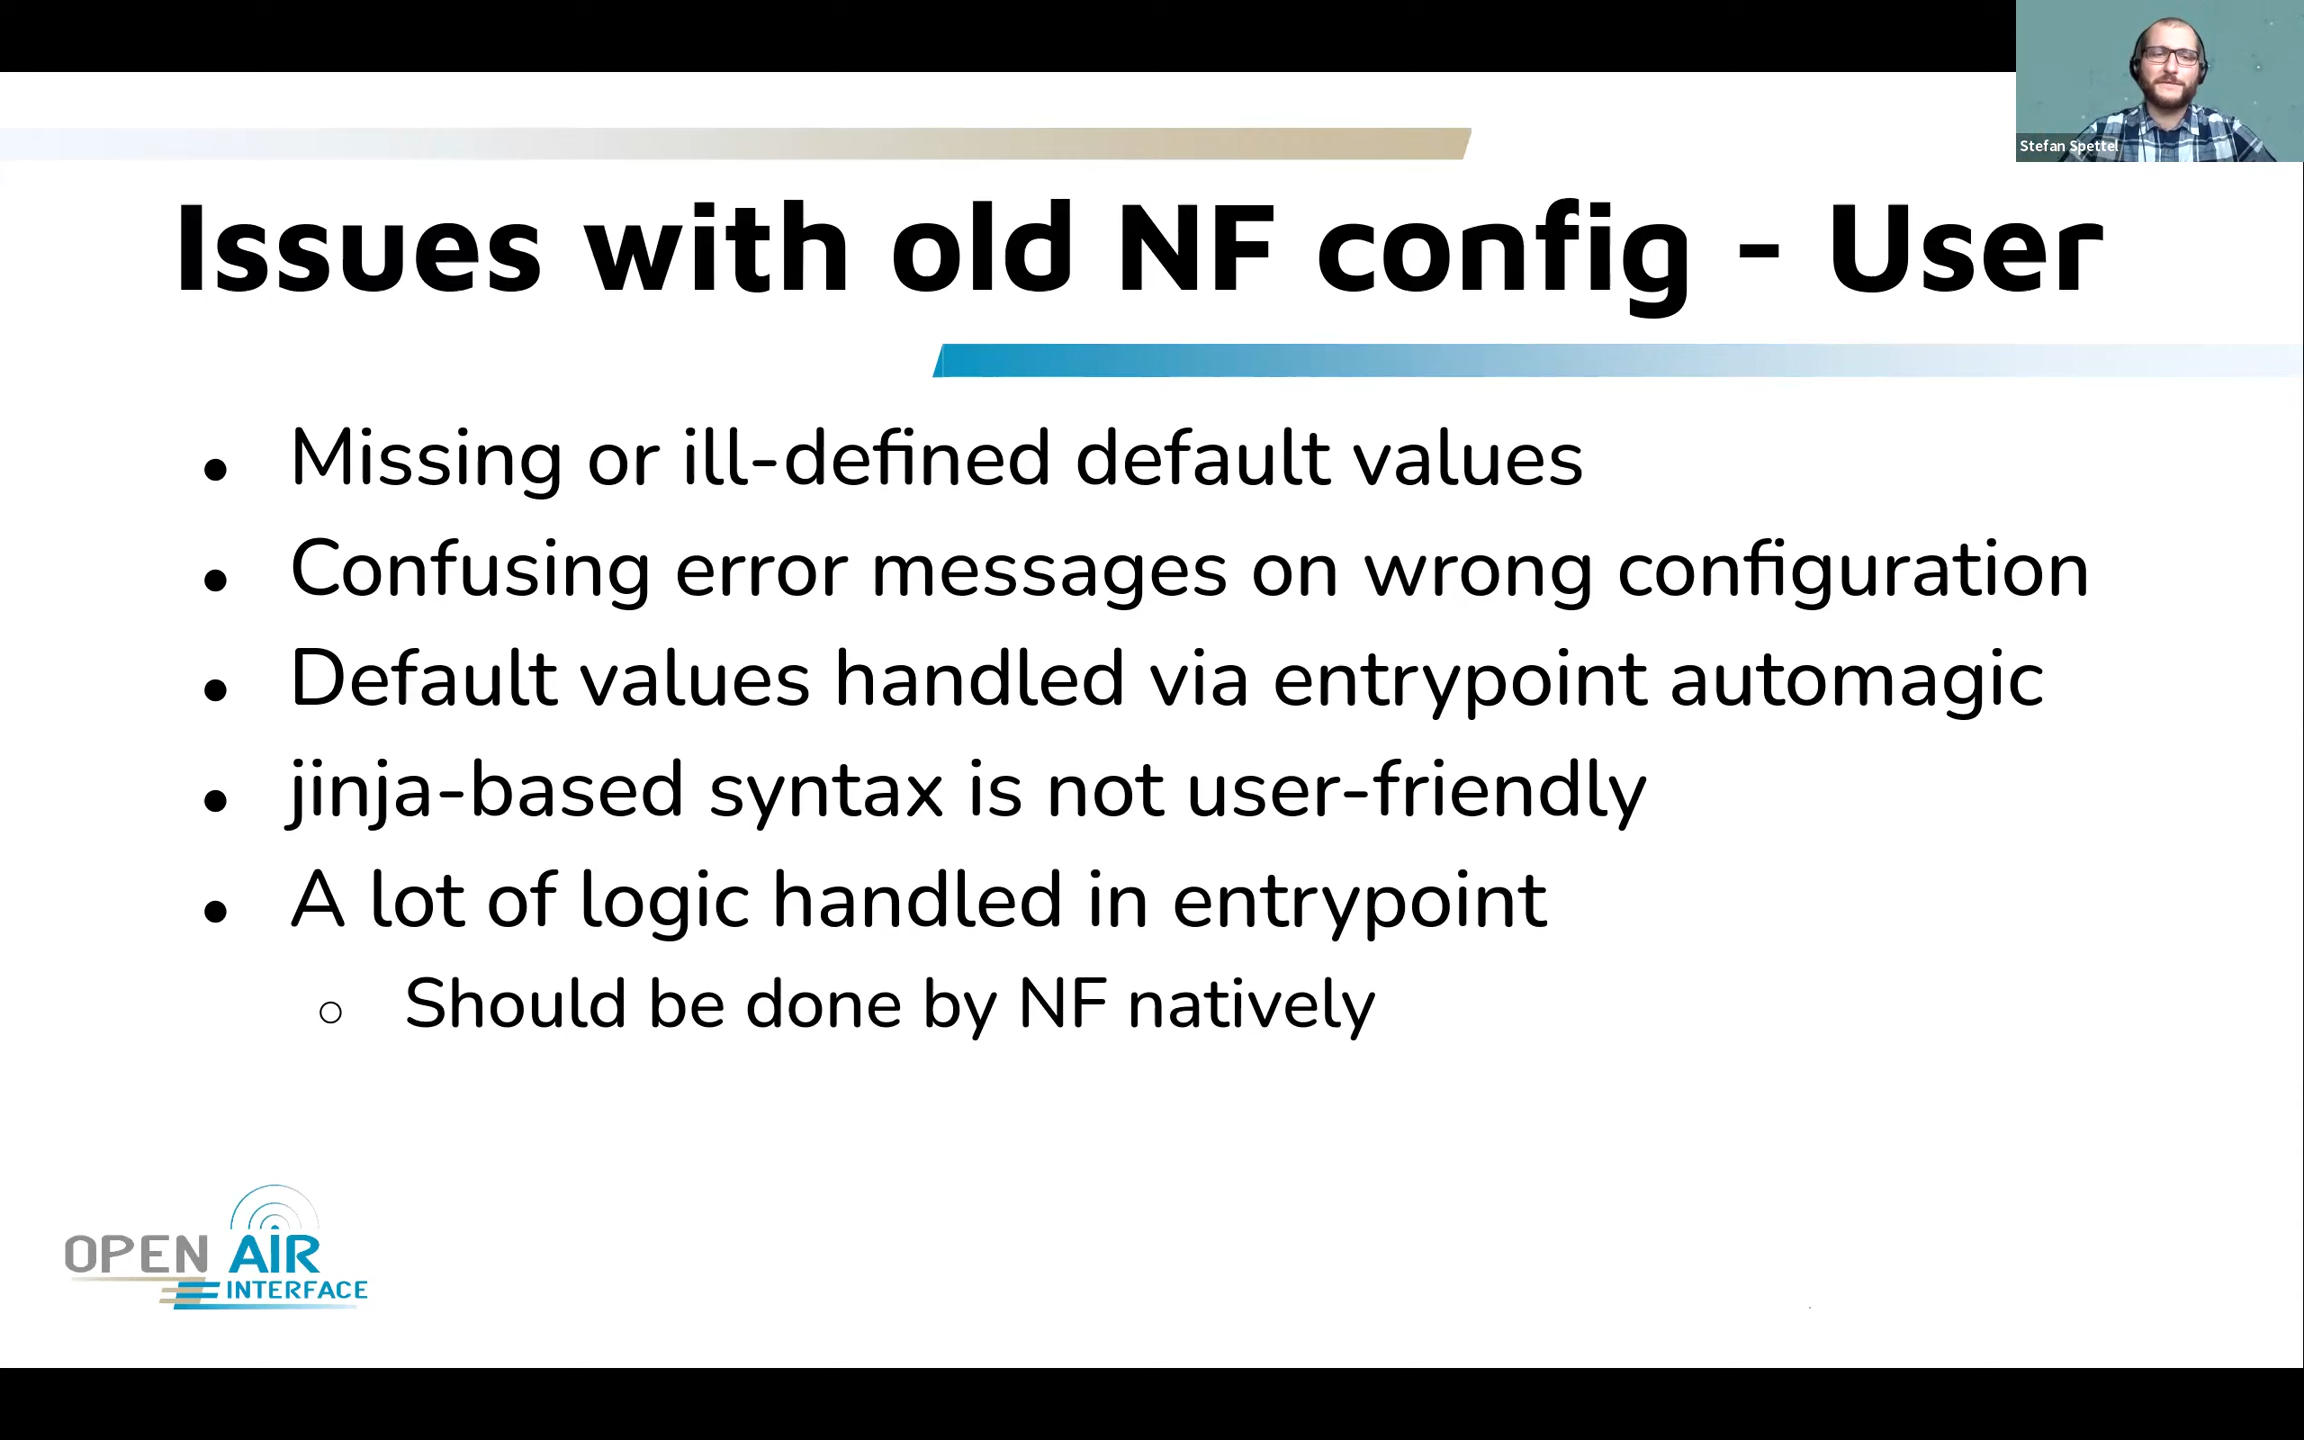 Stefan Spettel
Issues with old NF config - User
Missing or ill-defined default values
Confusing error messages on wrong configuration
Default values handled via entrypoint automagic
jinja-based syntax is not user-friendly
A lot of logic handled in entrypoint
Should be done by NF natively
OPEN AIR
INTERFACE